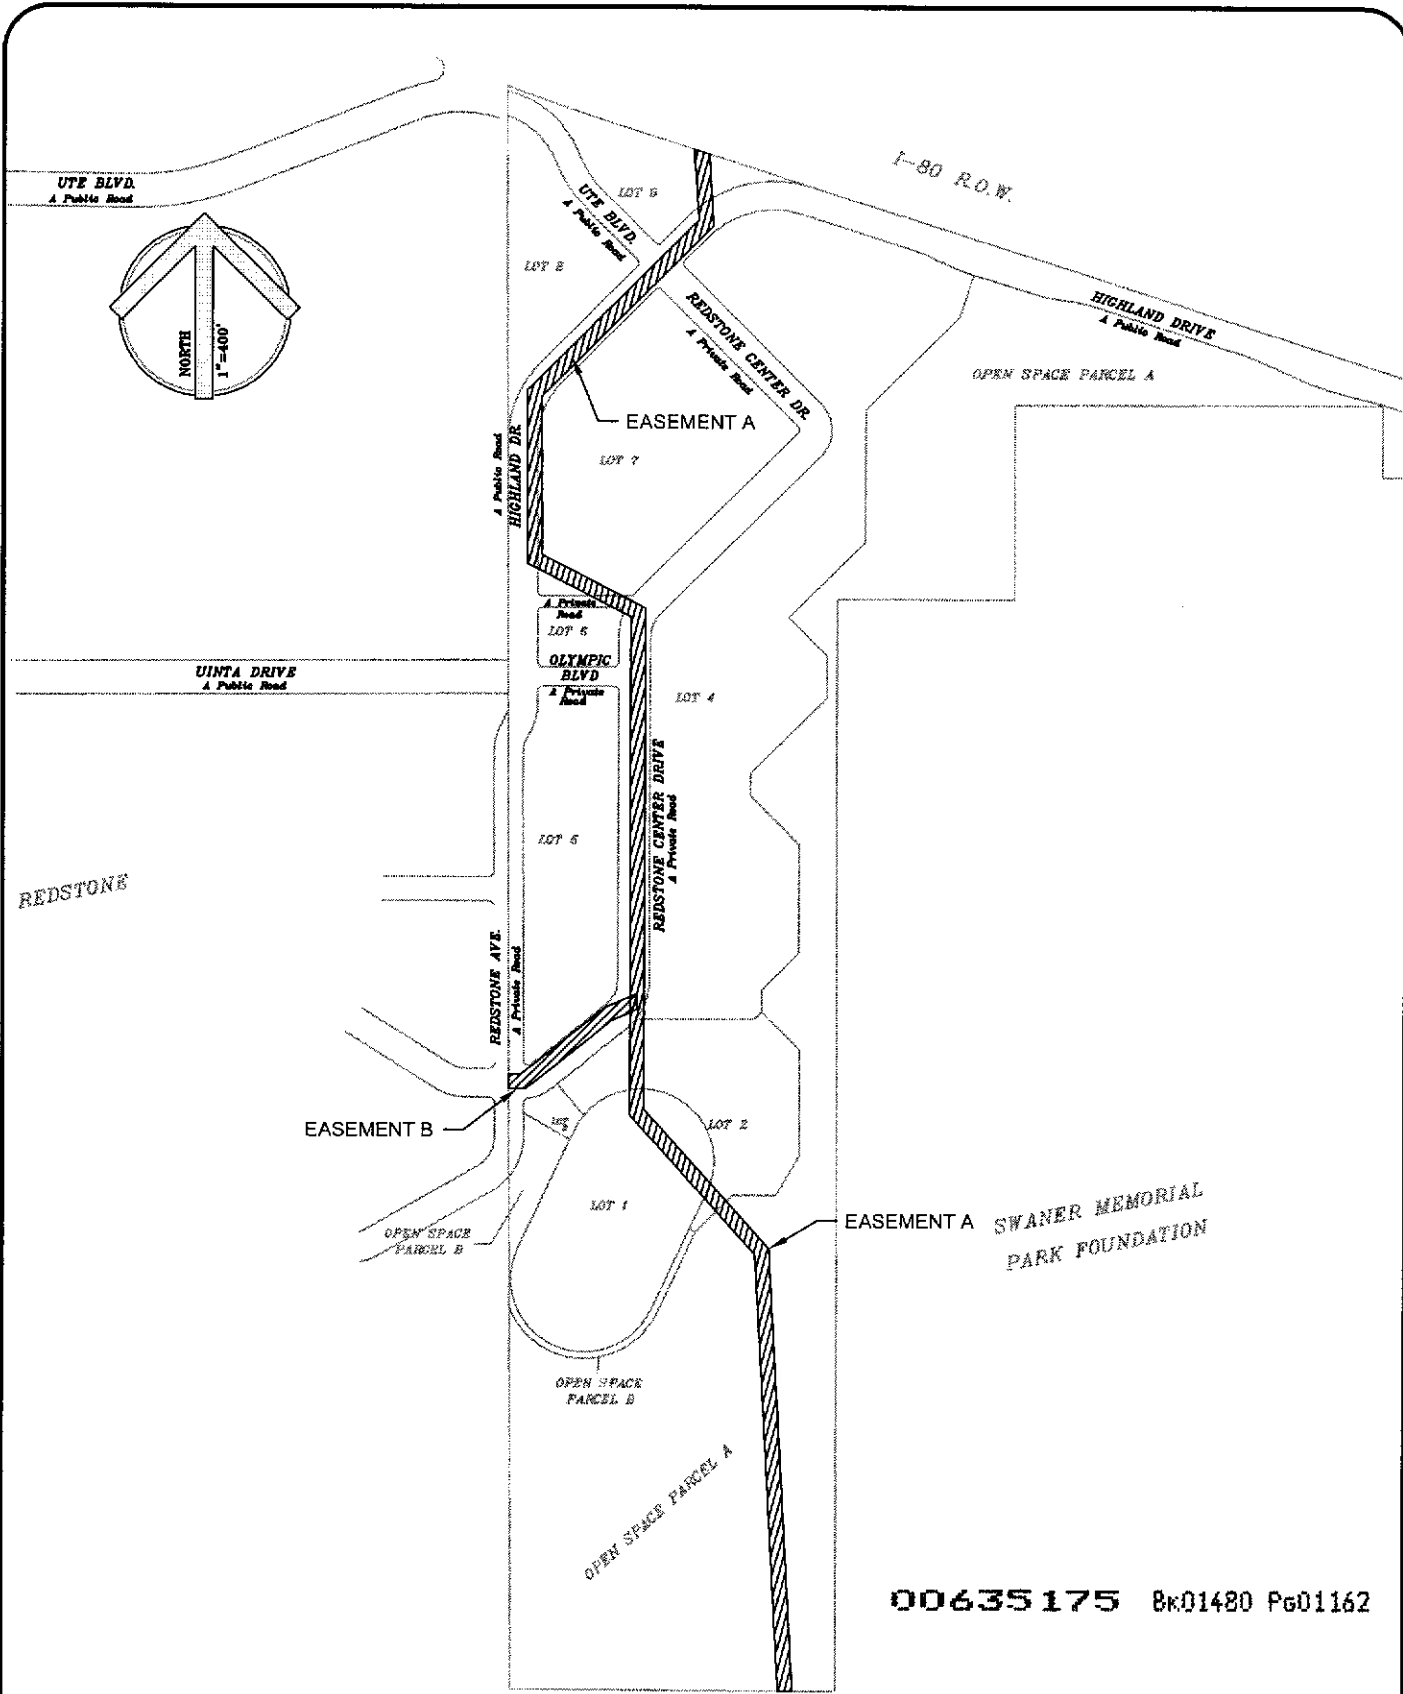 I-80 R.O.W.
UTE BLVD.
A Public Road
LOT 9
UTE BLVD.
A Public Road
LOT 8
NORTH
1"=400'
REDSTONE CENTER DR.
A Private Road
HIGHLAND DRIVE
A Public Road
OPEN SPACE PARCEL A
EASEMENT A
LOT 7
A Public Road
HIGHLAND DR.
A Private
Road
LOT 6
OLYMPIC
BLVD
A Private
Road
UINTA DRIVE
A Public Road
LOT 4
REDSTONE CENTER DRIVE
A Private Road
LOT 5
REDSTONE
REDSTONE AVE.
A Private Road
EASEMENT B
LOT
LOT 2
LOT 1
OPEN SPACE
PARCEL B
EASEMENT A
SWANER MEMORIAL
PARK FOUNDATION
OPEN SPACE
PARCEL B
OPEN SPACE PARCEL A
00635175 BK01480 PG01162